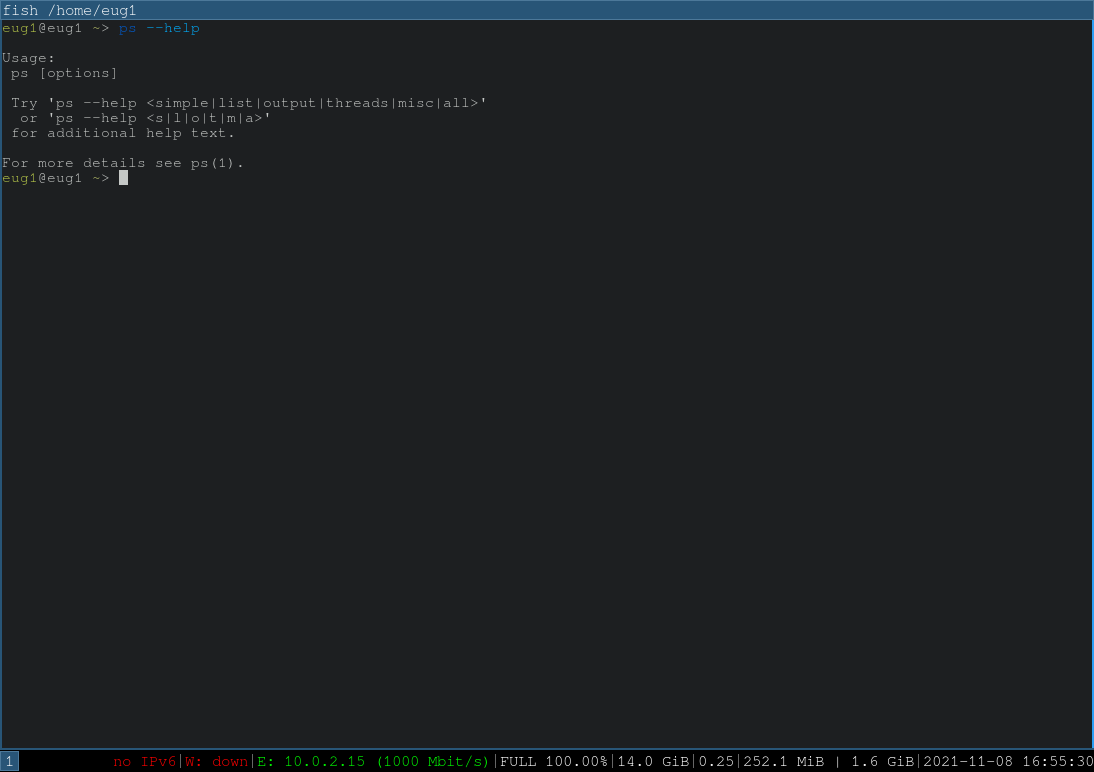 fish /home/eug1
eug1@eug1 ~> ps --help
Usage:
ps [options]
Try 'ps --help <simple|list|output|threads|misc|all>'
or 'ps --help <s|l|o|t|m|a>'
for additional help text.
For more details see ps(1).
eug1@eug1 ~>
1 no IPv6|W: down|E: 10.0.2.15 (1000 Mbit/s)|FULL 100.00%|14.0 GiB|0.25|252.1 MiB | 1.6 GiB|2021-11-08 16:55:30